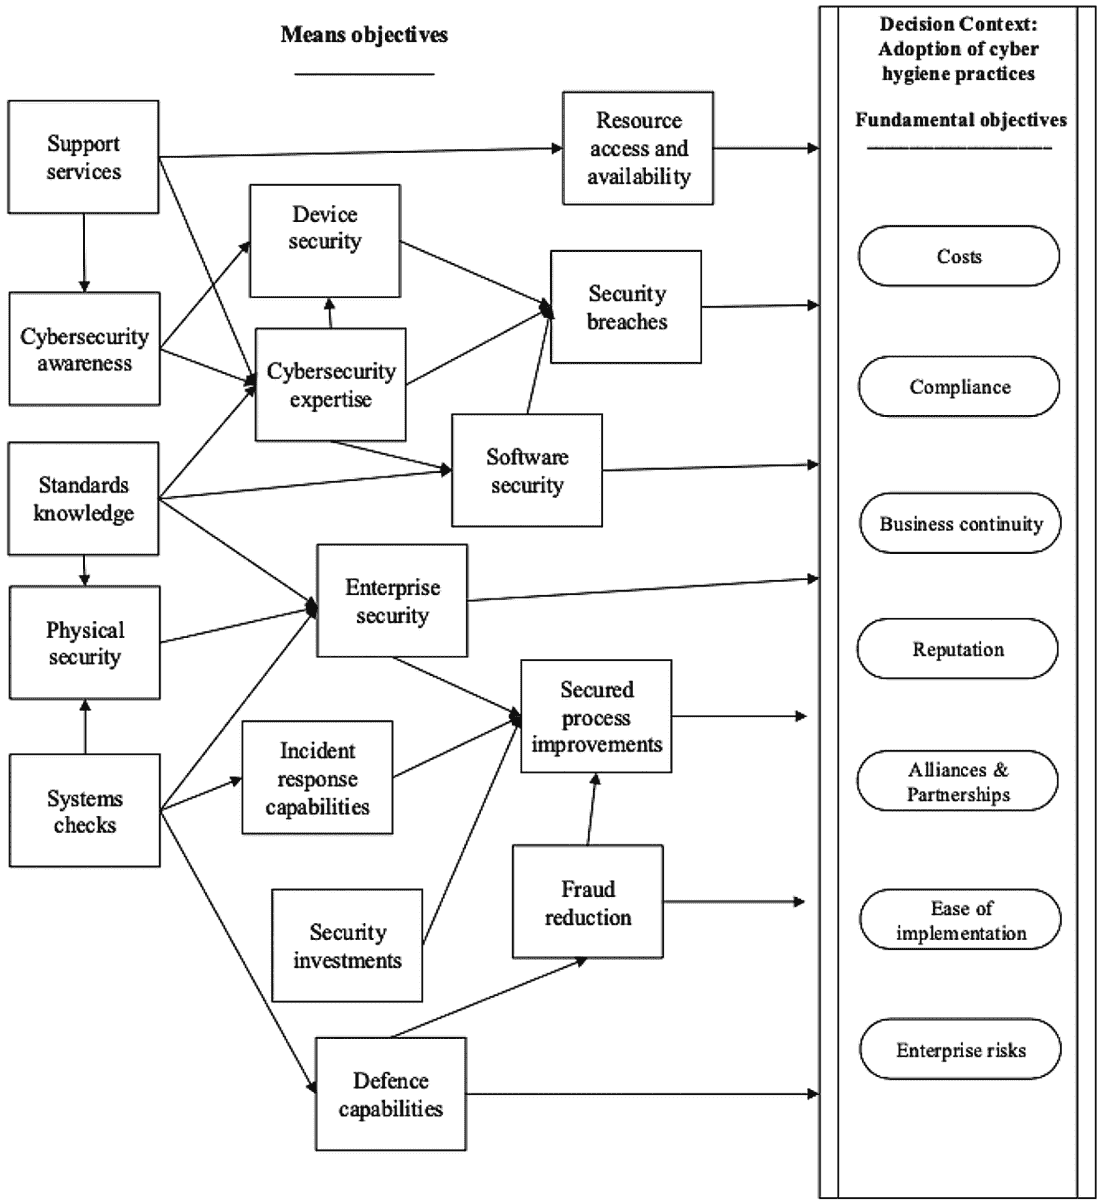 Means objectives
Support
services
Cybersecurity
awareness
Standards
knowledge
Physical
security
Systems
checks
Device
security
Cybersecurity
expertise
Software
security
Enterprise
security
Incident
response
capabilities
Security
investments
Defence
capabilities
Resource
access and
availability
Security
breaches
Secured
process
improvements
Fraud
reduction
Decision Context:
Adoption of cyber
hygiene practices
Fundamental objectives
Costs
Compliance
Business continuity
Reputation
Alliances &
Partnerships
Ease of
implementation
Enterprise risks